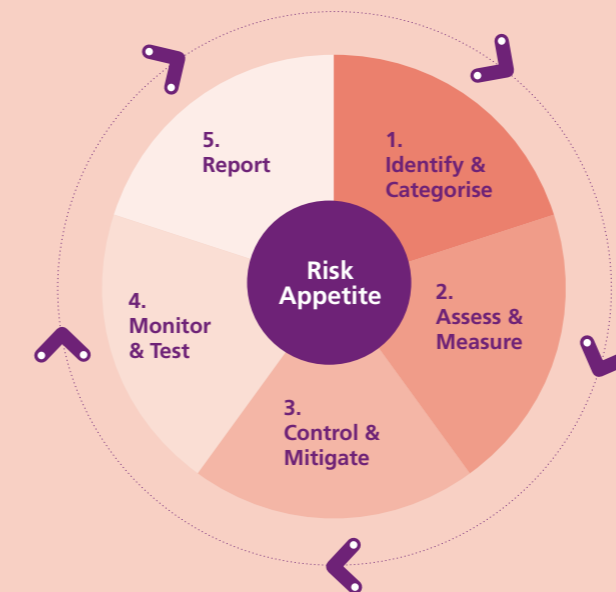 1.
Identify &
Categorise
2.
Assess &
Measure
3.
Control &
Mitigate
4.
Monitor
& Test
5.
Report
Risk
Appetite